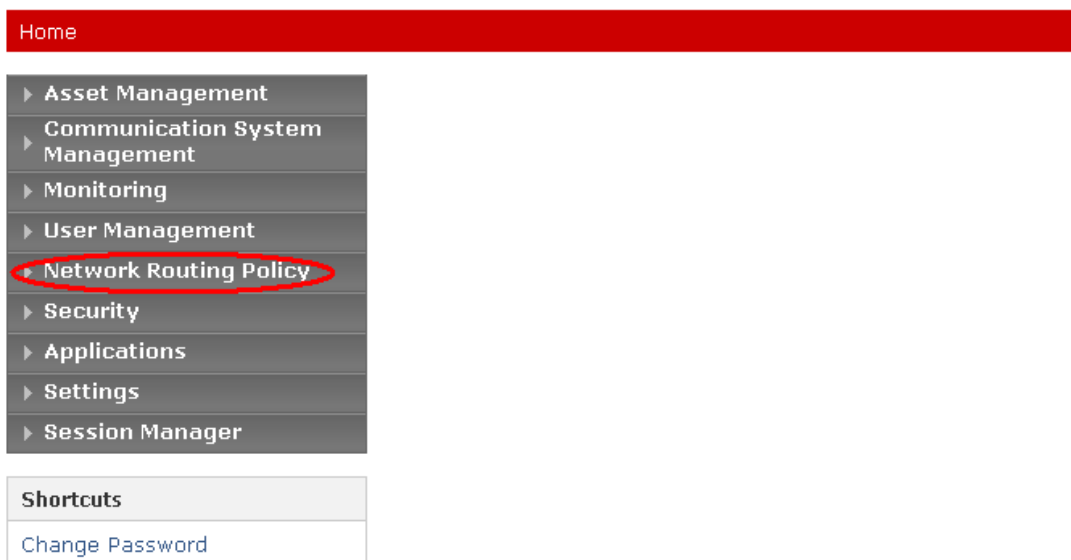 Home
Asset Management
Communication System
Management
Monitoring
User Management
Network Routing Policy
Security
Applications
Settings
Session Manager
Shortcuts
Change Password